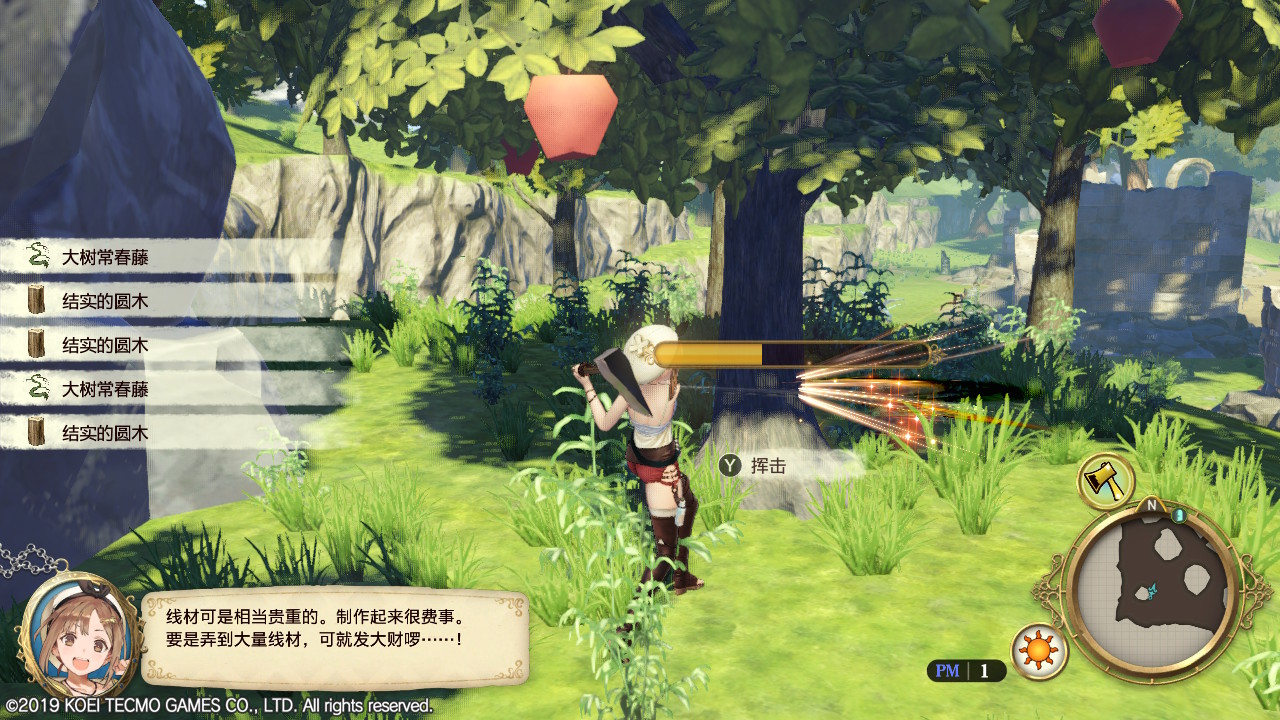 大树常春藤
结实的圆木
结实的圆木
大树常春藤
结实的圆木
Y 挥击
N
线材可是相当贵重的。制作起来很费事。
要是弄到大量线材，可就发大财啰……！
PM 1
©2019 KOEI TECMO GAMES CO., LTD. All rights reserved.